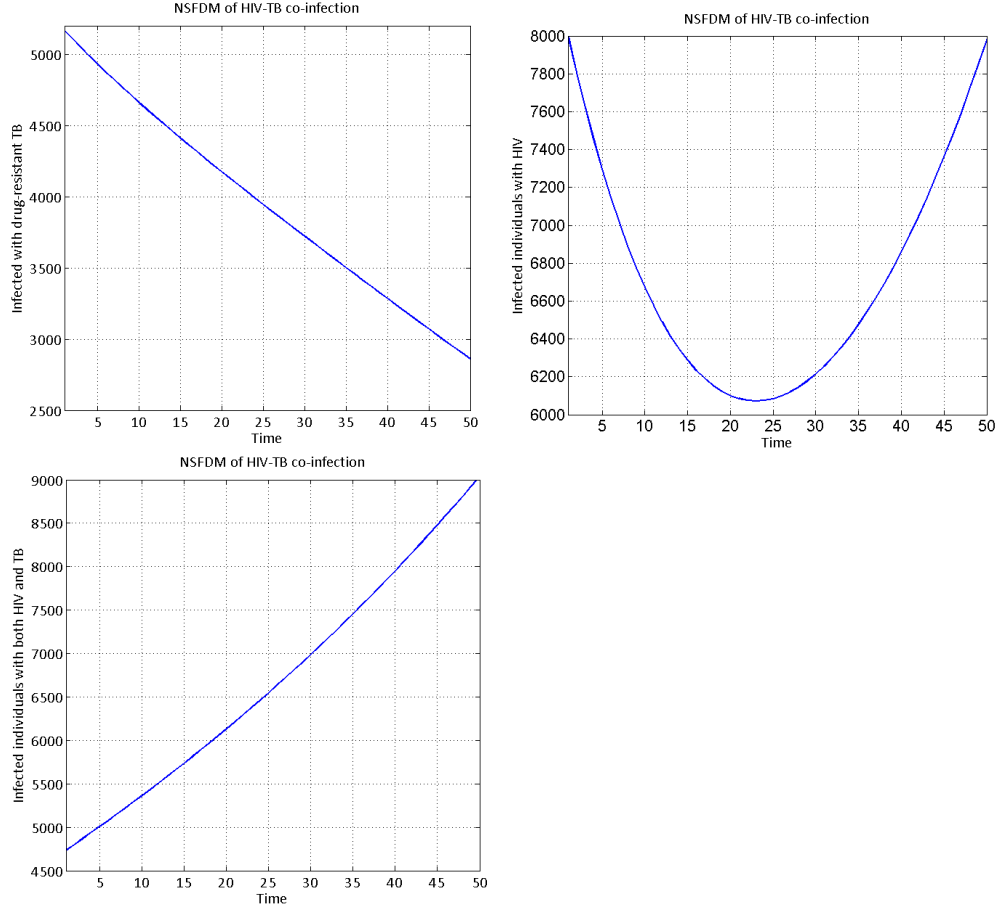 NSFDM of HIV-TB co-infection
Infected with drug-resistant TB
5000
4500
4000
3500
3000
2500
5 10 15 20 25 30 35 40 45 50
Time
NSFDM of HIV-TB co-infection
Infected individuals with HIV
8000
7800
7600
7400
7200
7000
6800
6600
6400
6200
6000
5 10 15 20 25 30 35 40 45 50
Time
NSFDM of HIV-TB co-infection
Infected individuals with both HIV and TB
9000
8500
8000
7500
7000
6500
6000
5500
5000
4500
5 10 15 20 25 30 35 40 45 50
Time